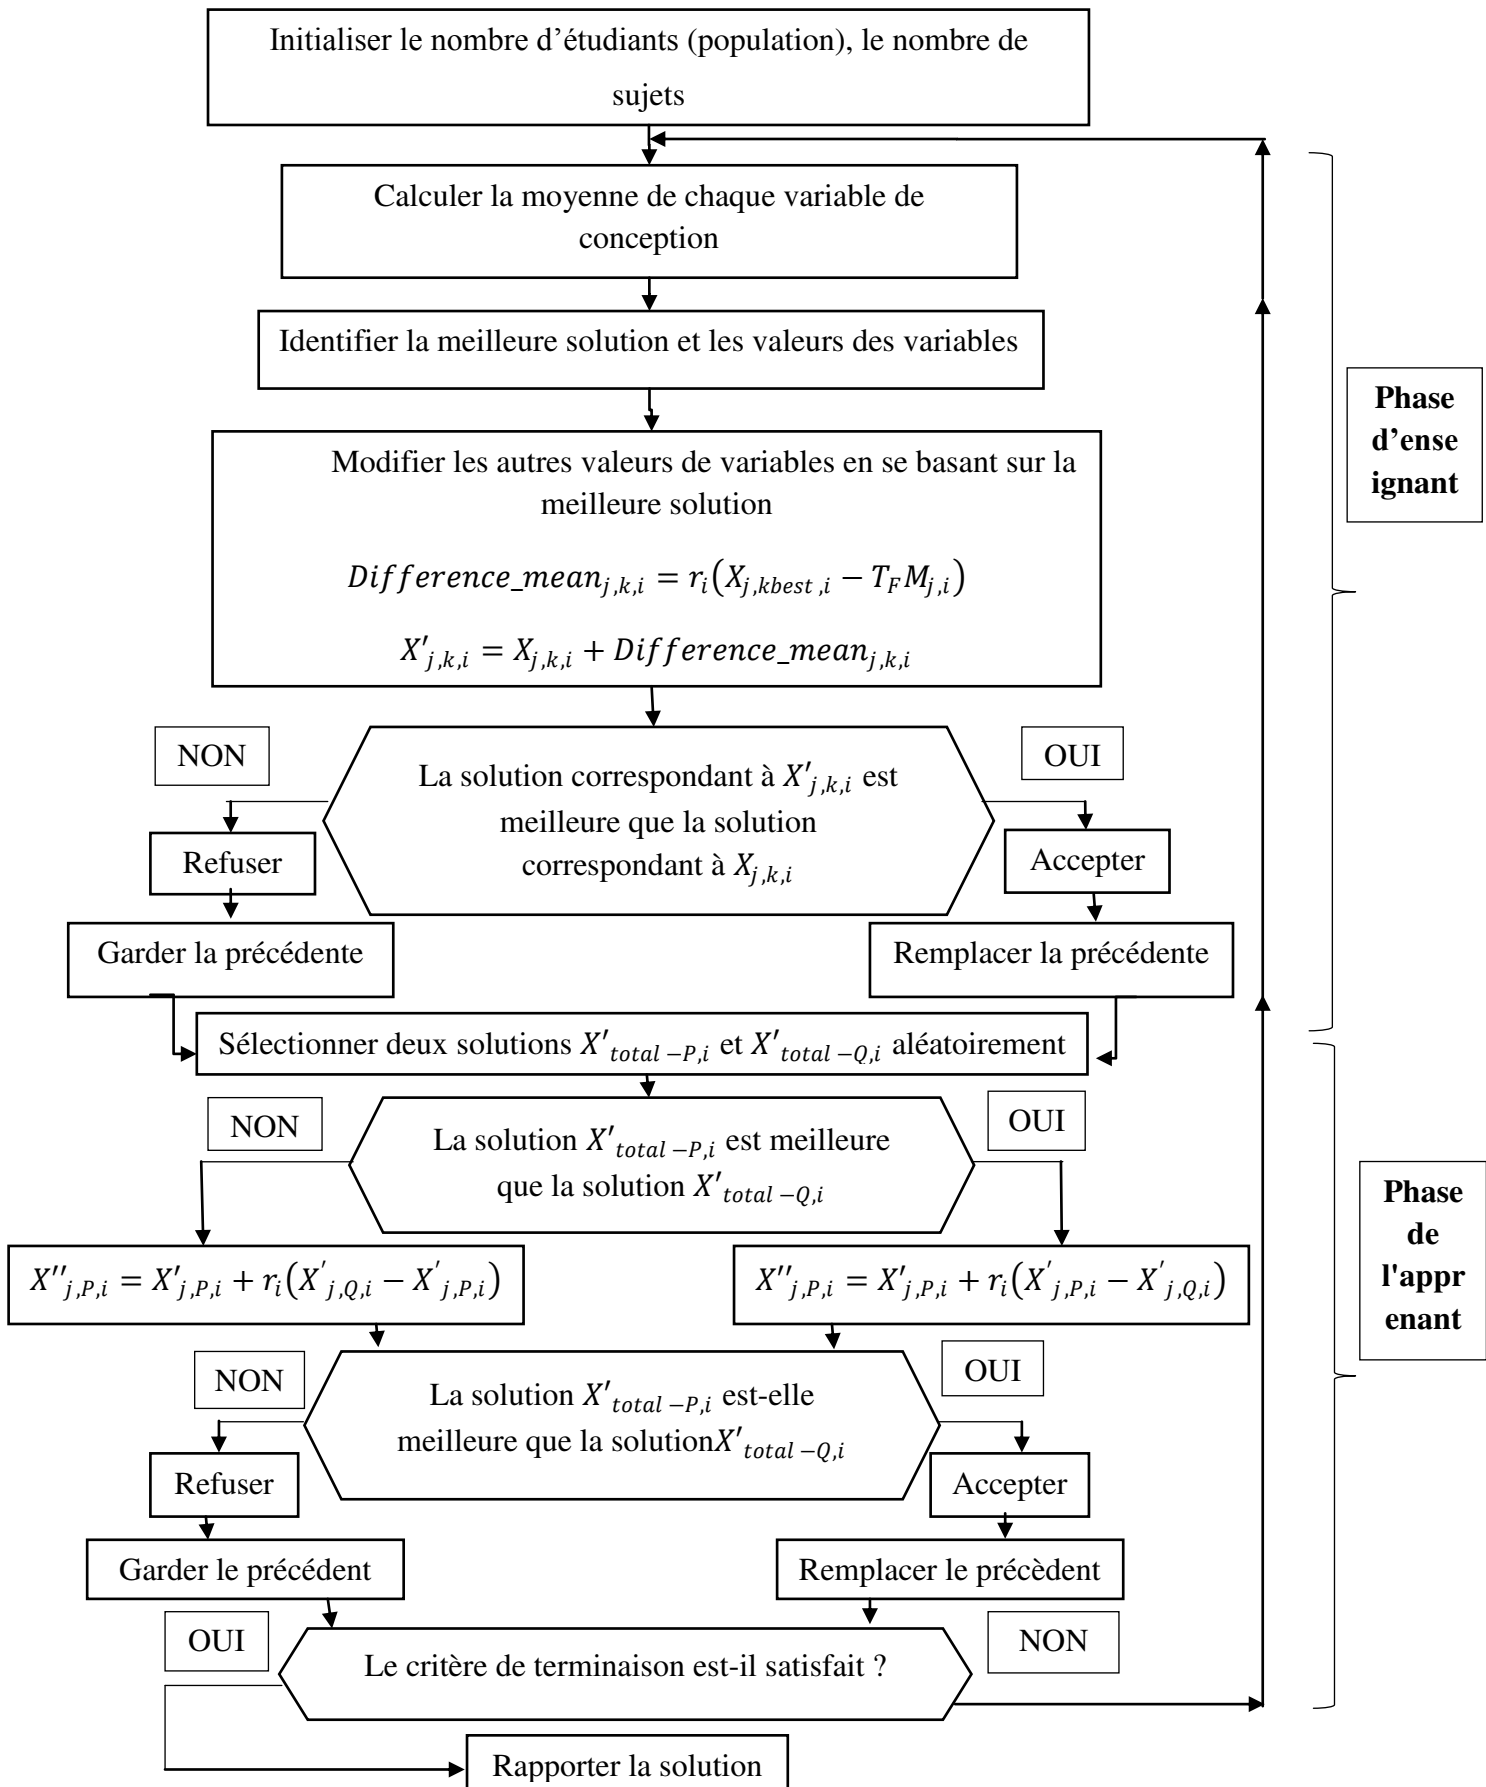 Initialiser le nombre d’étudiants (population), le nombre de
sujets
Calculer la moyenne de chaque variable de
conception
Identifier la meilleure solution et les valeurs des variables
Modifier les autres valeurs de variables en se basant sur la
meilleure solution
Difference_mean_{j,k,i} = r_i(X_{j,kbest,i} − T_F M_{j,i})
X'_{j,k,i} = X_{j,k,i} + Difference_mean_{j,k,i}
Phase
d’ense
ignant
NON
OUI
La solution correspondant à X'_{j,k,i} est
meilleure que la solution
correspondant à X_{j,k,i}
Refuser
Accepter
Garder la précédente
Remplacer la précédente
Sélectionner deux solutions X'_{total−P,i} et X'_{total−Q,i} aléatoirement
NON
OUI
La solution X'_{total−P,i} est meilleure
que la solution X'_{total−Q,i}
Phase
de
l'appr
enant
X''_{j,P,i} = X'_{j,P,i} + r_i(X'_{j,Q,i} − X'_{j,P,i})
X''_{j,P,i} = X'_{j,P,i} + r_i(X'_{j,P,i} − X'_{j,Q,i})
NON
OUI
La solution X'_{total−P,i} est-elle
meilleure que la solutionX'_{total−Q,i}
Refuser
Accepter
Garder le précédent
Remplacer le précèdent
OUI
NON
Le critère de terminaison est-il satisfait ?
Rapporter la solution